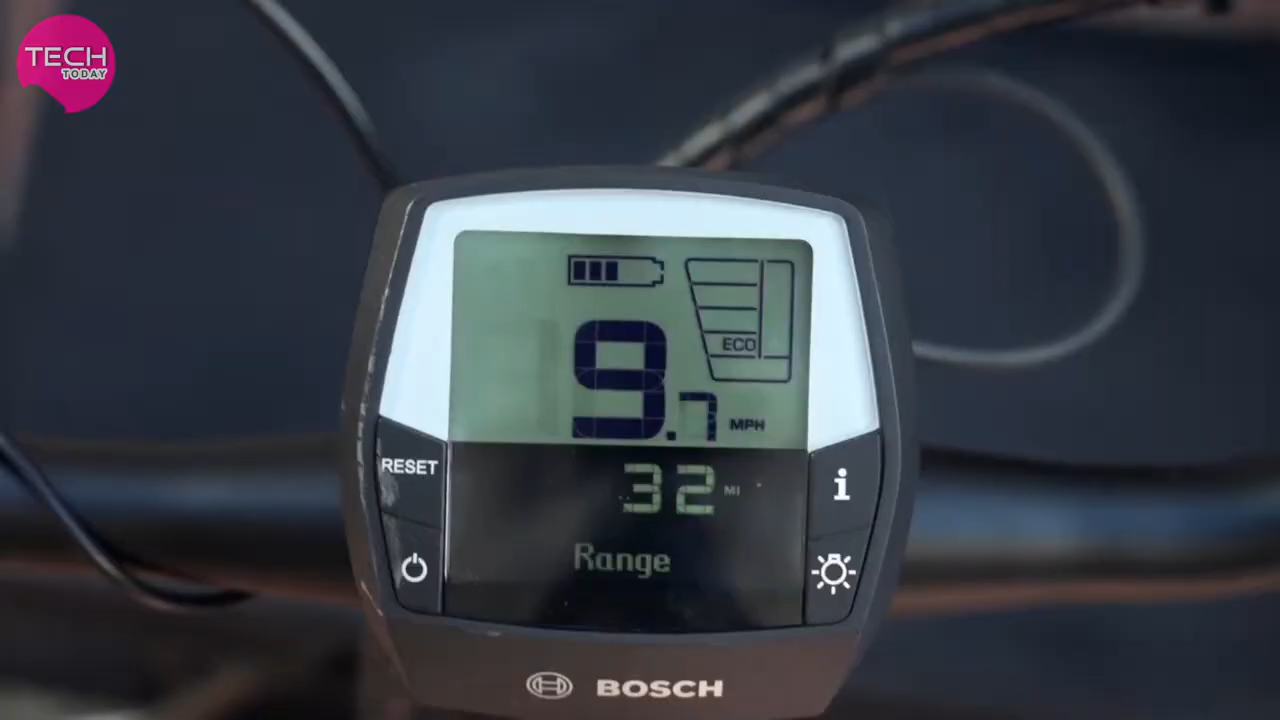 TECH
TODAY
ECO
9.7 MPH
RESET
32 MI
i
Range
BOSCH